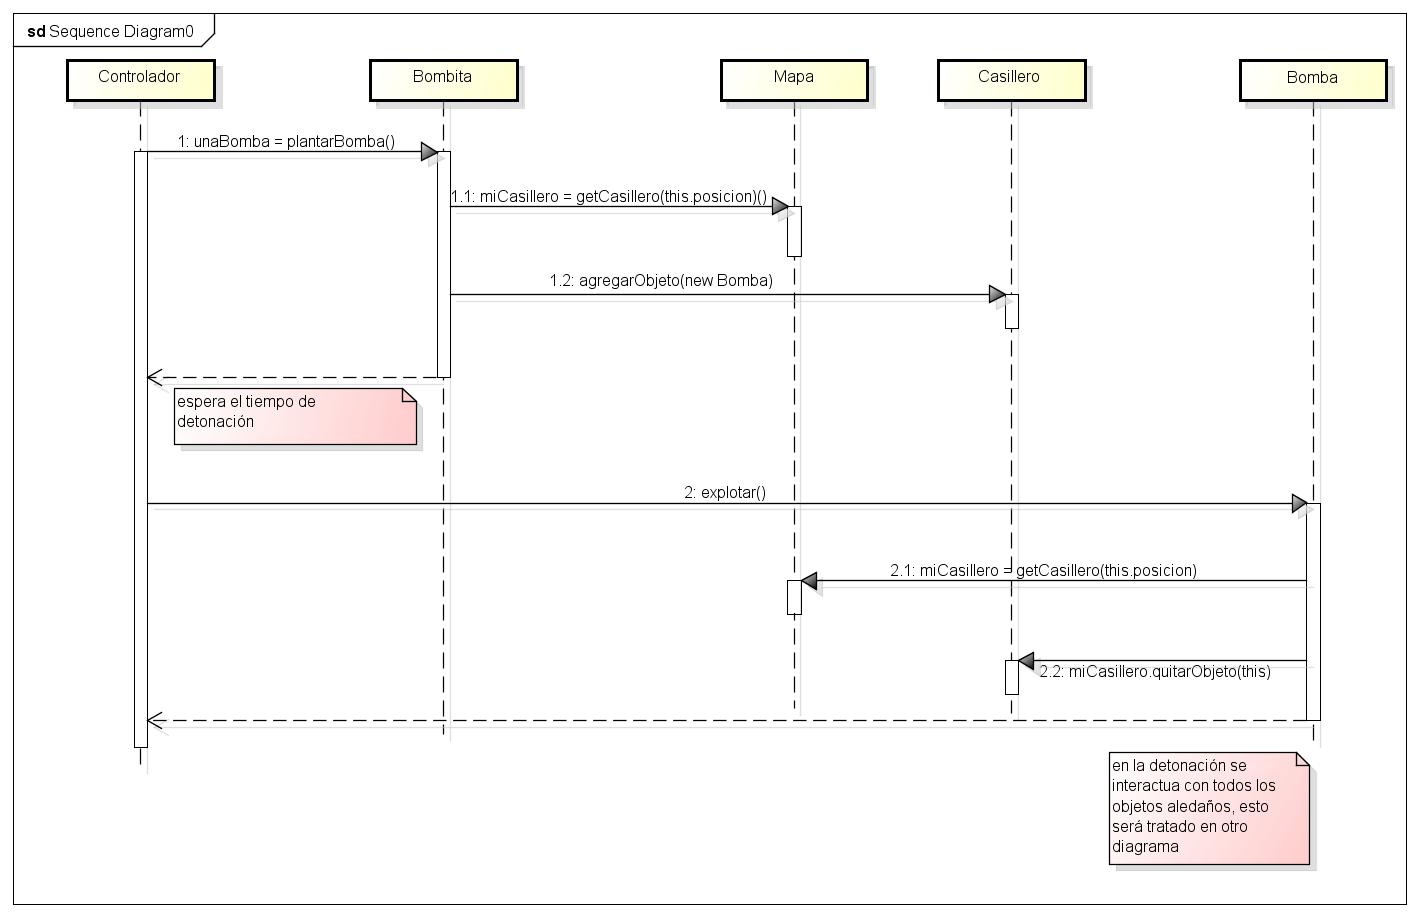 sd Sequence Diagram0
Controlador
Bombita
Mapa
Casillero
Bomba
1: unaBomba = plantarBomba()
1.1: miCasillero = getCasillero(this.posicion)()
1.2: agregarObjeto(new Bomba)
espera el tiempo de
detonación
2: explotar()
2.1: miCasillero = getCasillero(this.posicion)
2.2: miCasillero.quitarObjeto(this)
en la detonación se
interactua con todos los
objetos aledaños, esto
será tratado en otro
diagrama